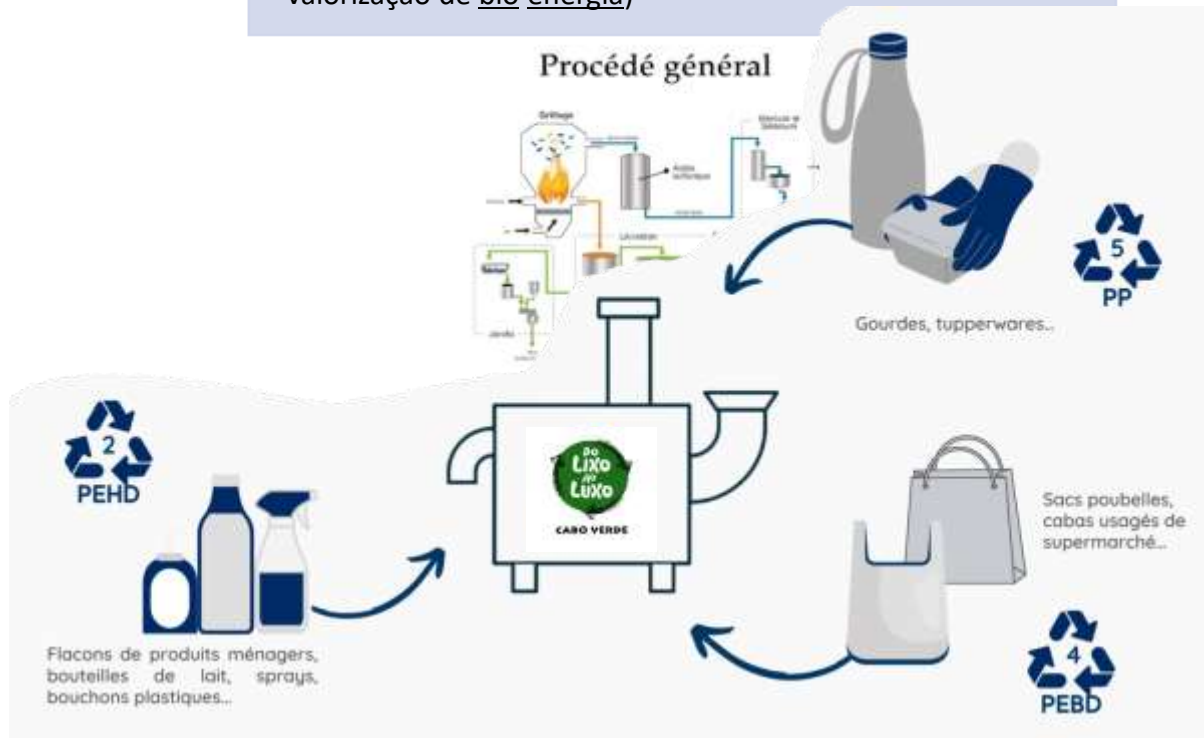 valorização de bio energia)
Procédé général
Grillage
5
PP
Gourdes, tupperwares...
2
PEHD
DO
LIXO
AO
LUXO
CABO VERDE
Sacs poubelles,
cabas usagés de
supermarché...
Flacons de produits ménagers,
bouteilles de lait, sprays,
bouchons plastiques...
4
PEBD